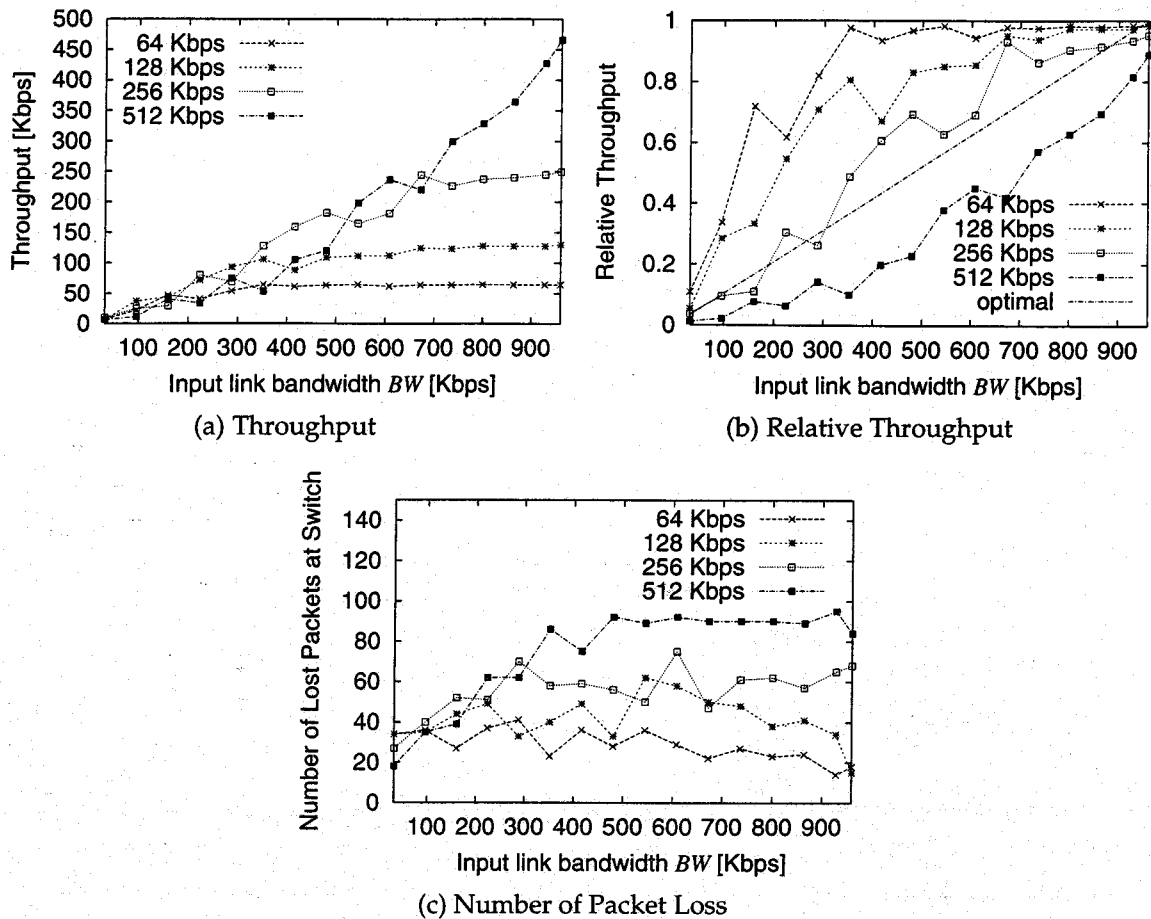 Throughput [Kbps]
500
450
400
350
300
250
200
150
100
50
0
64 Kbps
128 Kbps
256 Kbps
512 Kbps
100 200 300 400 500 600 700 800 900
Input link bandwidth BW [Kbps]
(a) Throughput
Relative Throughput
1
0.8
0.6
0.4
0.2
0
64 Kbps
128 Kbps
256 Kbps
512 Kbps
optimal
100 200 300 400 500 600 700 800 900
Input link bandwidth BW [Kbps]
(b) Relative Throughput
Number of Lost Packets at Switch
140
120
100
80
60
40
20
0
64 Kbps
128 Kbps
256 Kbps
512 Kbps
100 200 300 400 500 600 700 800 900
Input link bandwidth BW [Kbps]
(c) Number of Packet Loss